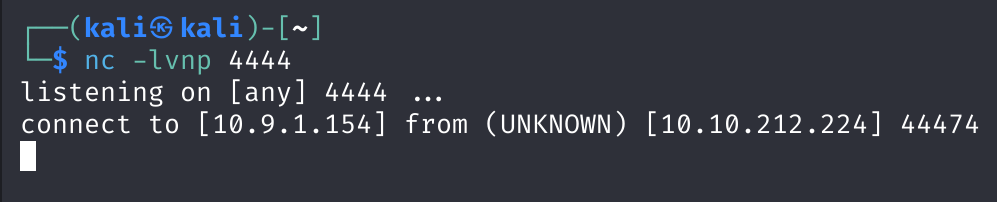 ┌──(kali㉿kali)-[~]
└─$ nc -lvnp 4444
listening on [any] 4444 ...
connect to [10.9.1.154] from (UNKNOWN) [10.10.212.224] 44474